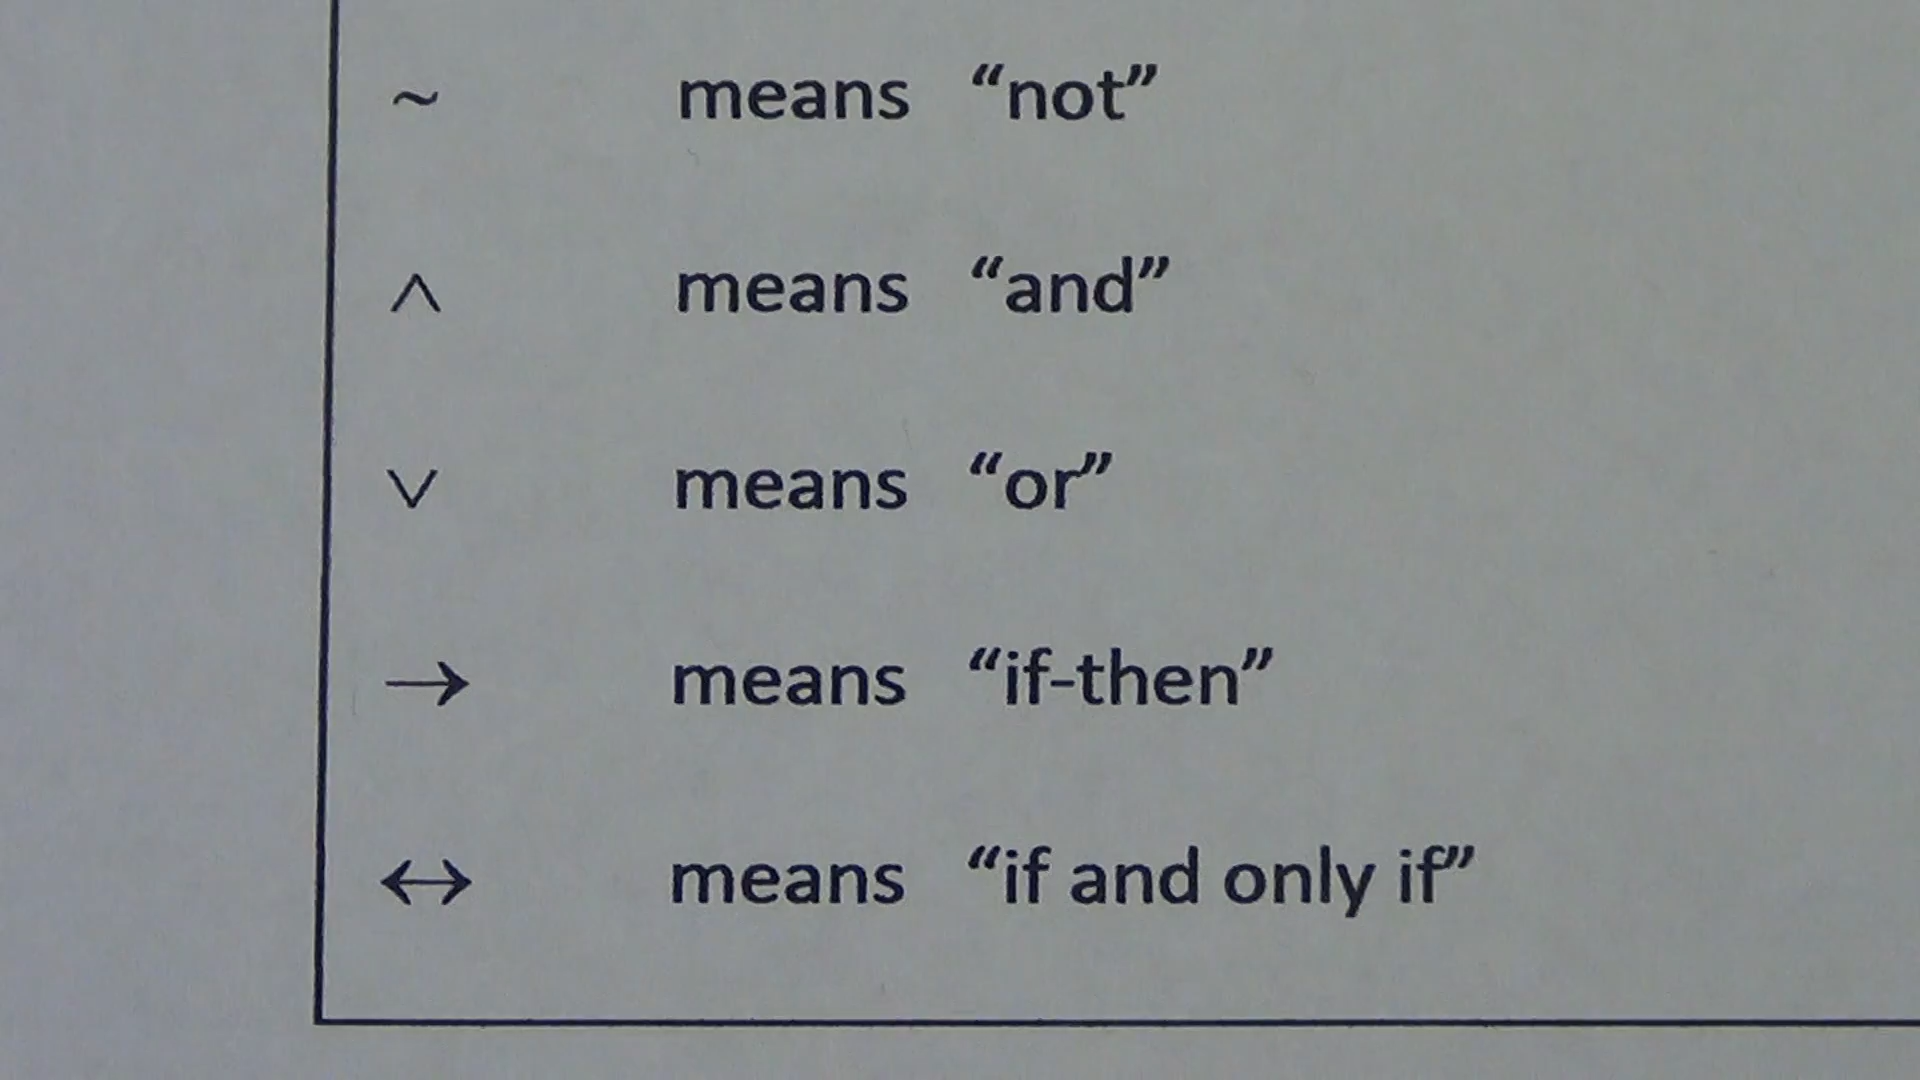 ~ means “not”
∧ means “and”
∨ means “or”
→ means “if-then”
↔ means “if and only if”